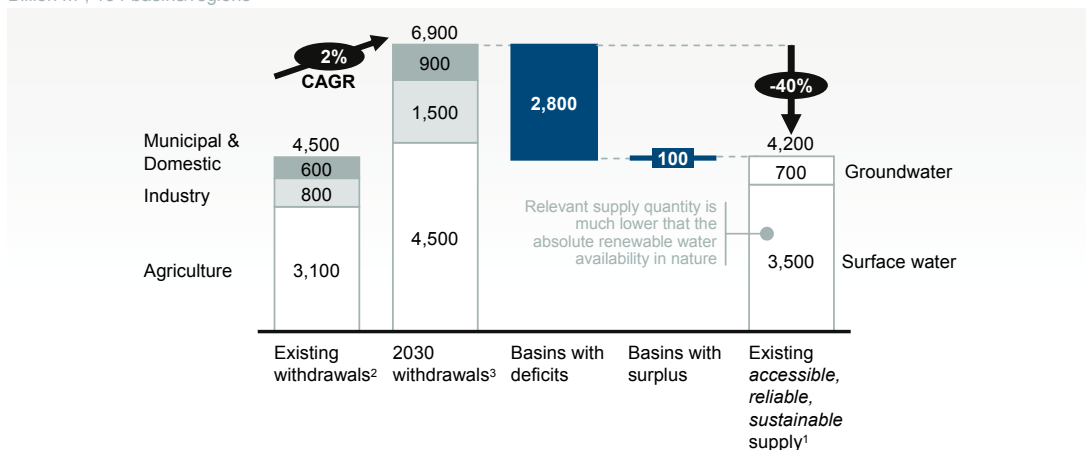 6,900
2%
CAGR
900
2,800
-40%
1,500
Municipal &
Domestic
4,500
4,200
600
100
700
Groundwater
Industry
800
Relevant supply quantity is
much lower that the
absolute renewable water
availability in nature
4,500
Agriculture
3,100
3,500
Surface water
Existing
withdrawals²
2030
withdrawals³
Basins with
deficits
Basins with
surplus
Existing
accessible,
reliable,
sustainable
supply¹